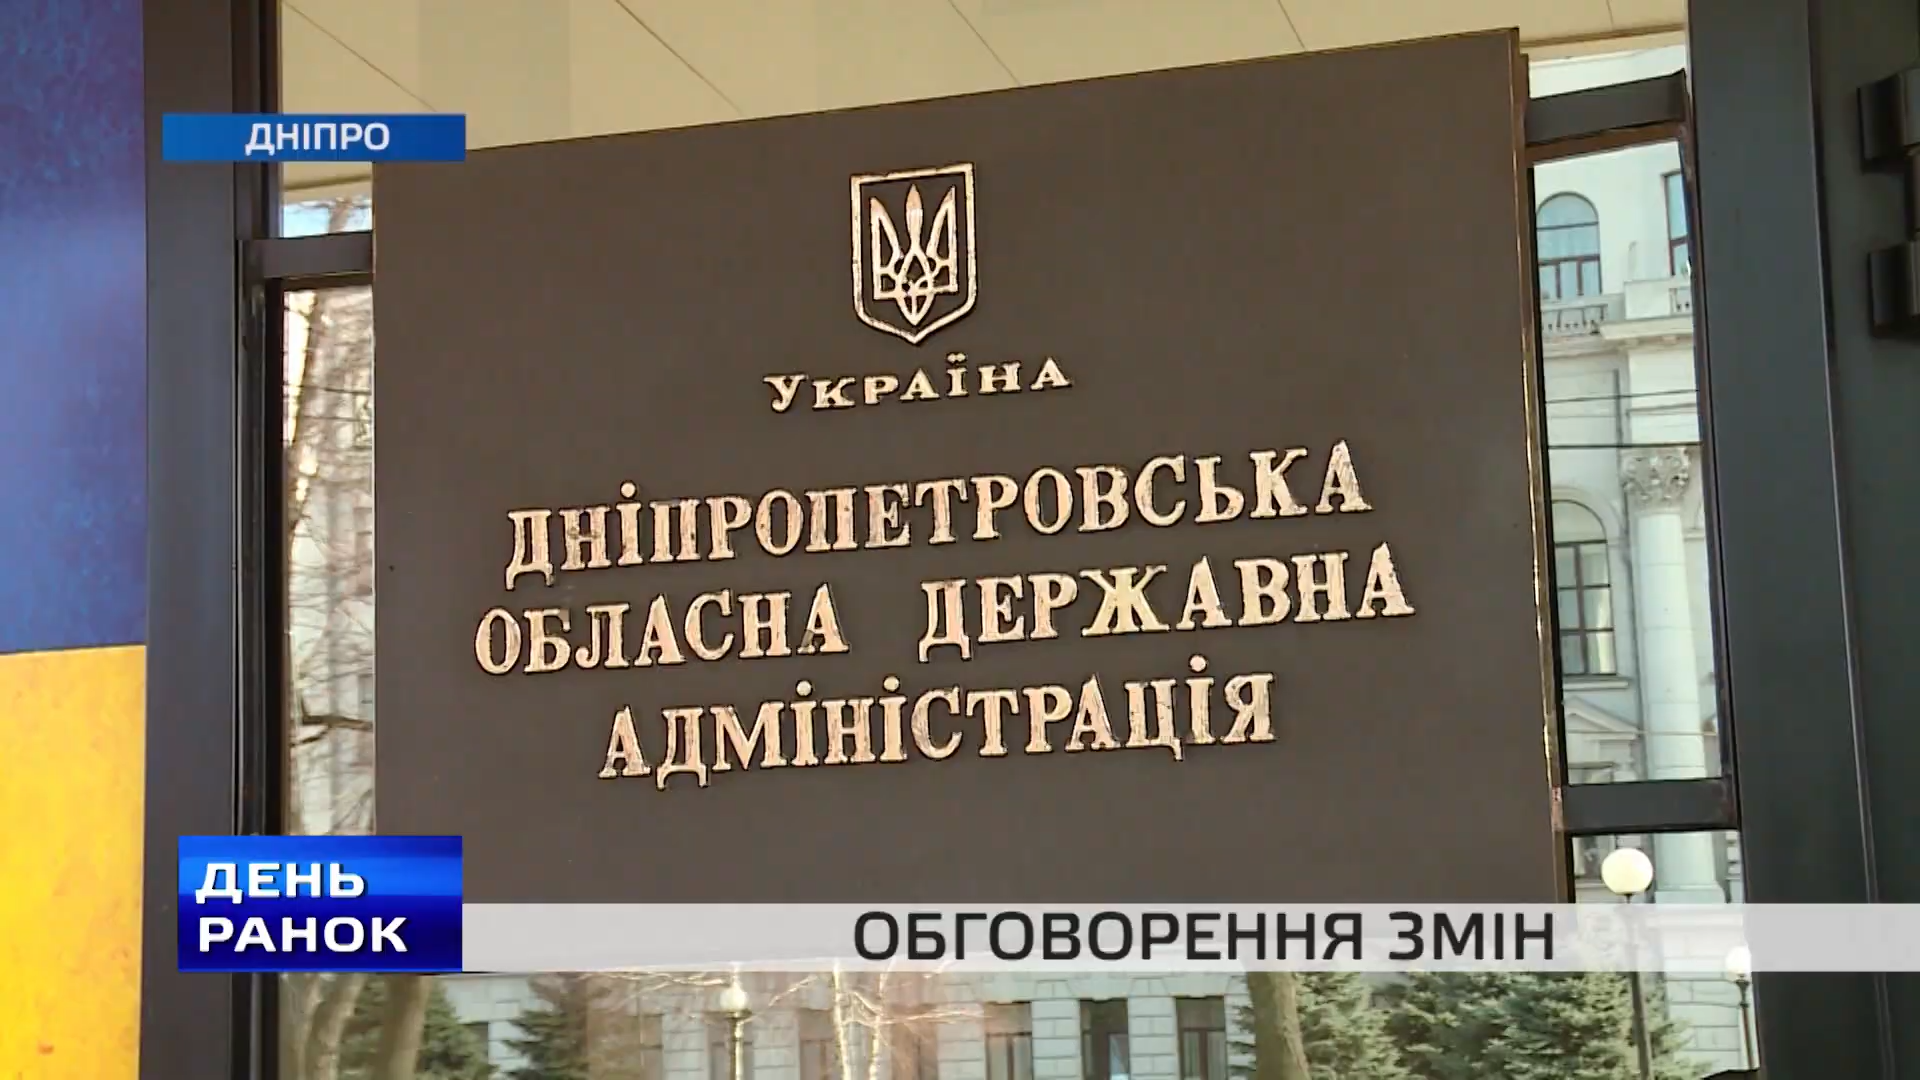 ДНІПРО
УКРАЇНА
ДНІПРОПЕТРОВСЬКА
ОБЛАСНА ДЕРЖАВНА
АДМІНІСТРАЦІЯ
ДЕНЬ
РАНОК
ОБГОВОРЕННЯ ЗМІН